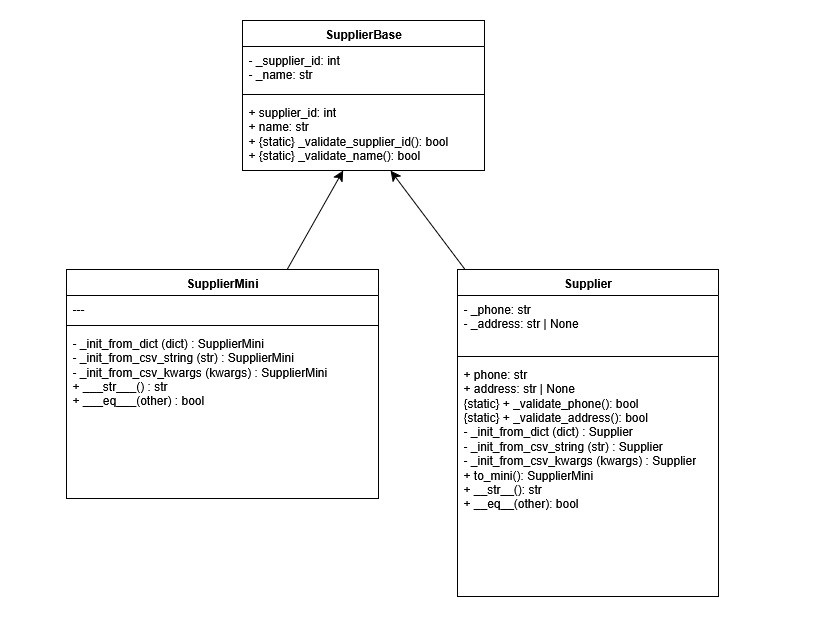 SupplierBase
- _supplier_id: int
- _name: str
+ supplier_id: int
+ name: str
+ {static} _validate_supplier_id(): bool
+ {static} _validate_name(): bool
SupplierMini
---
- _init_from_dict (dict) : SupplierMini
- _init_from_csv_string (str) : SupplierMini
- _init_from_csv_kwargs (kwargs) : SupplierMini
+ ___str___() : str
+ ___eq___(other) : bool
Supplier
- _phone: str
- _address: str | None
+ phone: str
+ address: str | None
{static} + _validate_phone(): bool
{static} + _validate_address(): bool
- _init_from_dict (dict) : Supplier
- _init_from_csv_string (str) : Supplier
- _init_from_csv_kwargs (kwargs) : Supplier
+ to_mini(): SupplierMini
+ __str__(): str
+ __eq__(other): bool